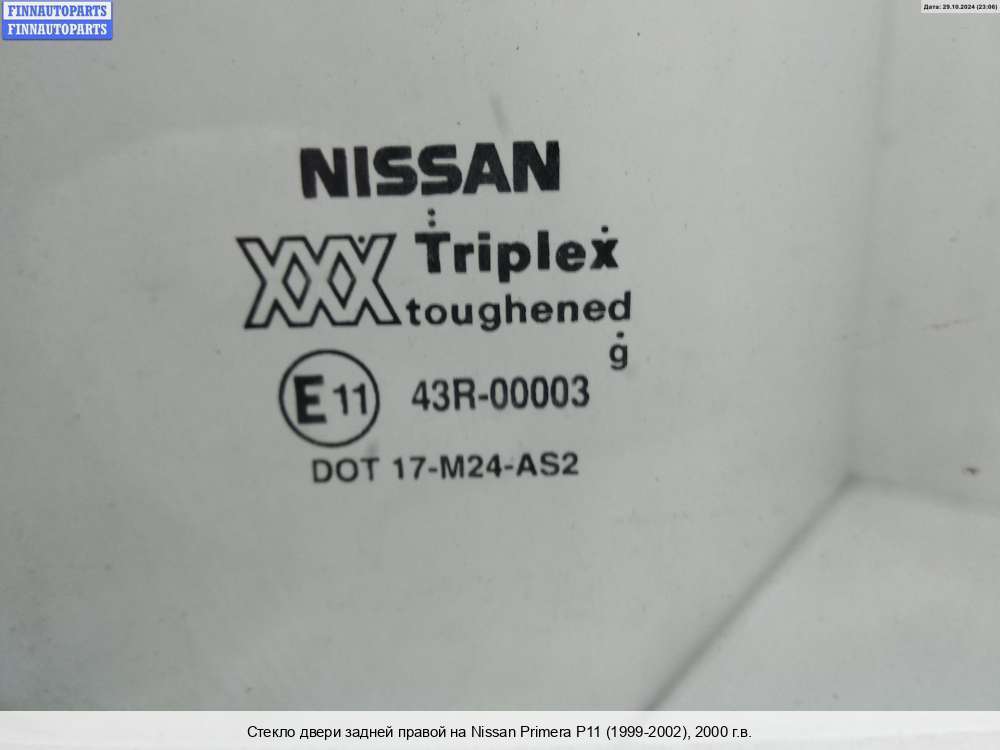 FINNAUTOPARTS
FINNAUTOPARTS
Дата: 29.10.2024 (23:06)
NISSAN
XXX Triplex
toughened
g
E 11 43R-00003
DOT 17-M24-AS2
Стекло двери задней правой на Nissan Primera P11 (1999-2002), 2000 г.в.